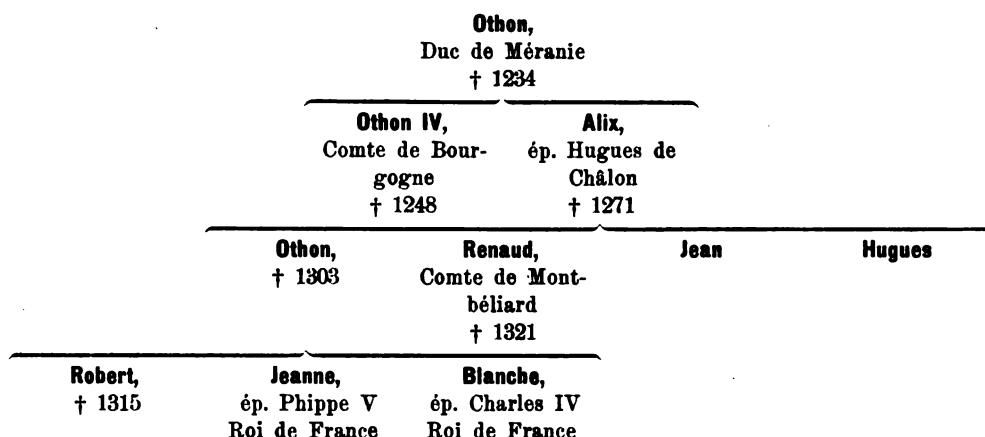 Othon,
Duc de Méranie
† 1234
Othon IV,
Comte de Bour-
gogne
† 1248
Alix,
ép. Hugues de
Châlon
† 1271
Othon,
† 1303
Renaud,
Comte de Mont-
béliard
† 1321
Jean
Hugues
Robert,
† 1315
Jeanne,
ép. Phippe V
Roi de France
Blanche,
ép. Charles IV
Roi de France